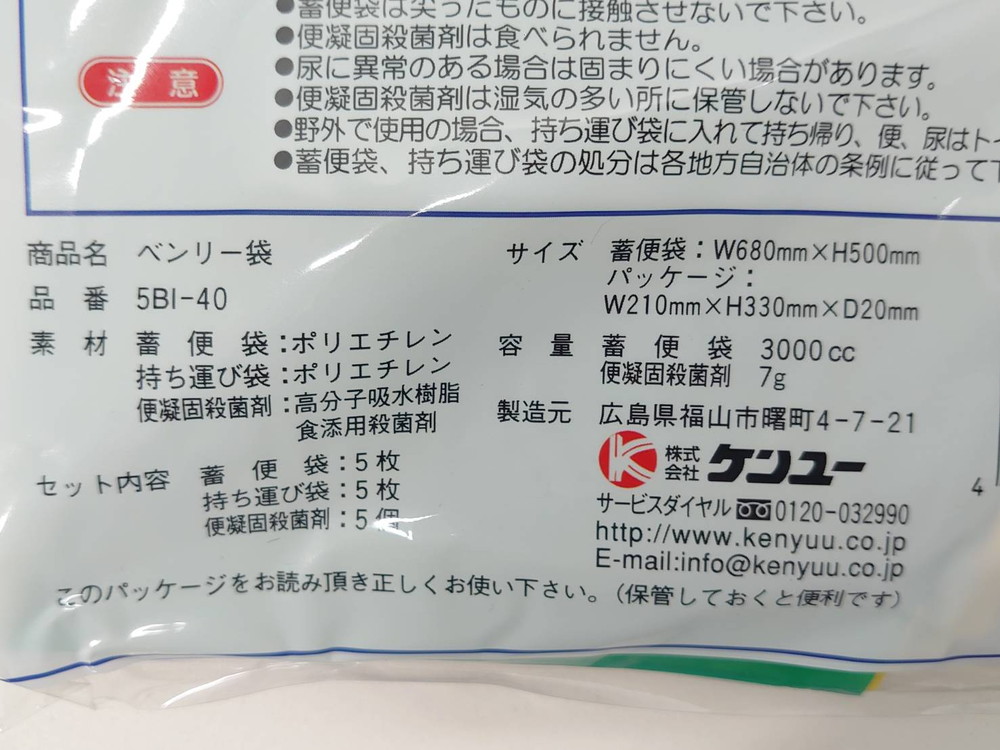 ●蓄便袋は尖ったものに接触させないで下さい。
●便凝固殺菌剤は食べられません。
●尿に異常のある場合は固まりにくい場合があります。
●便凝固殺菌剤は湿気の多い所に保管しないで下さい。
●野外で使用の場合、持ち運び袋に入れて持ち帰り、便、尿はトイ
●蓄便袋、持ち運び袋の処分は各地方自治体の条例に従って下
注意
商品名 ベンリー袋
品番 5BI-40
素材 蓄便袋:ポリエチレン
持ち運び袋:ポリエチレン
便凝固殺菌剤:高分子吸水樹脂
食添用殺菌剤
セット内容 蓄便袋:5枚
持ち運び袋:5枚
便凝固殺菌剤:5個
サイズ 蓄便袋:W680mm×H500mm
パッケージ:
W210mm×H330mm×D20mm
容量 蓄便袋 3000cc
便凝固殺菌剤 7g
製造元 広島県福山市曙町4-7-21
株式会社 ケンユー
サービスダイヤル 0120-032990
http://www.kenyuu.co.jp
E-mail:info@kenyuu.co.jp
このパッケージをお読み頂き正しくお使い下さい。(保管しておくと便利です)
4